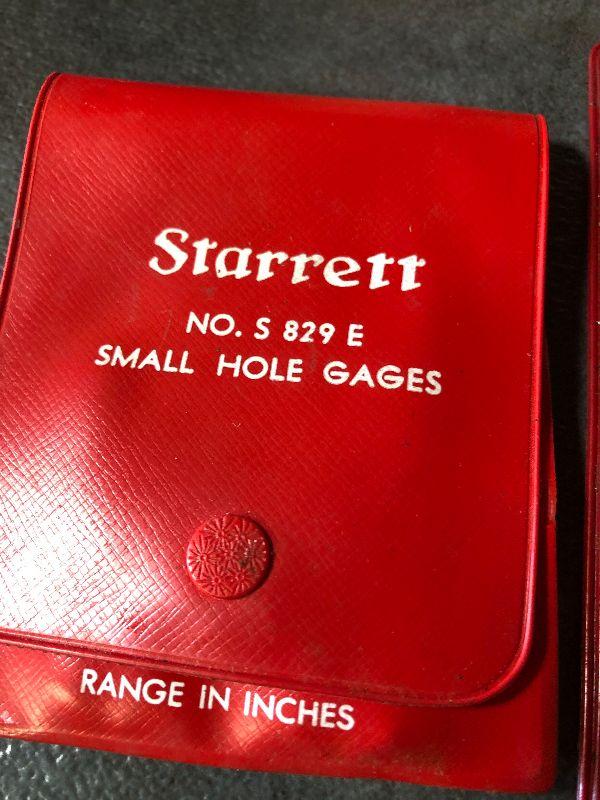 Starrett
NO. S 829 E
SMALL HOLE GAGES
RANGE IN INCHES